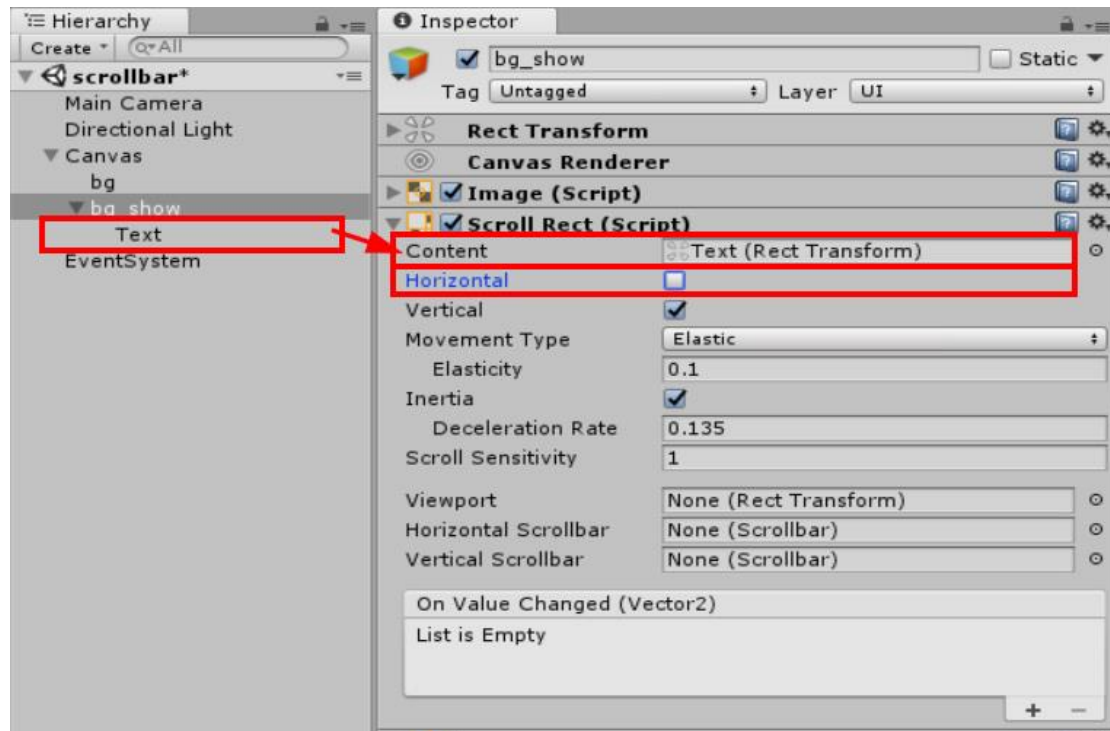 Hierarchy
Create
All
scrollbar*
Main Camera
Directional Light
Canvas
bg
bg_show
Text
EventSystem
Inspector
bg_show
Static
Tag Untagged Layer UI
Rect Transform
Canvas Renderer
Image (Script)
Scroll Rect (Script)
Content Text (Rect Transform)
Horizontal
Vertical
Movement Type Elastic
Elasticity 0.1
Inertia
Deceleration Rate 0.135
Scroll Sensitivity 1
Viewport None (Rect Transform)
Horizontal Scrollbar None (Scrollbar)
Vertical Scrollbar None (Scrollbar)
On Value Changed (Vector2)
List is Empty